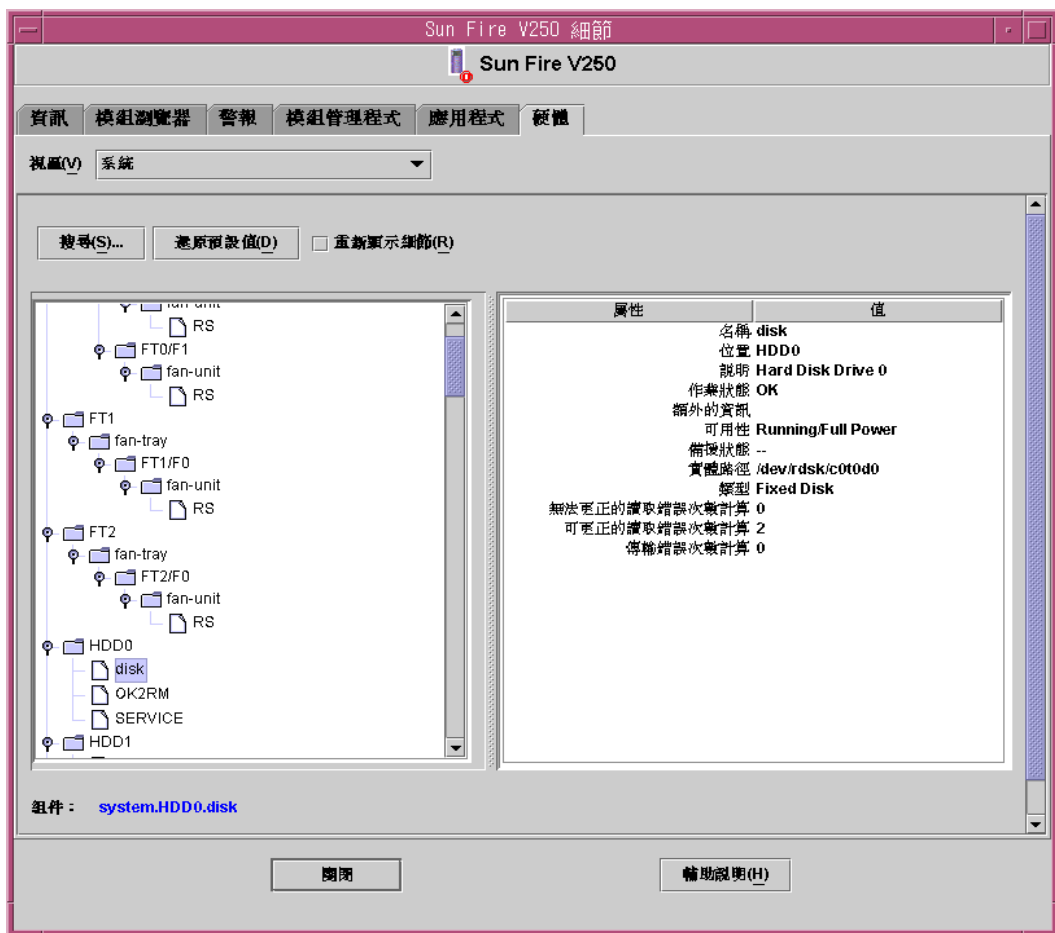 Sun Fire V250 細節
Sun Fire V250
資訊 模組瀏覽器 警報 模組管理程式 應用程式 硬體
視圖(V) 系統
搜尋(S)... 還原預設值(D) 重新顯示細節(R)
fan-unit
RS
FT0/F1
fan-unit
RS
FT1
fan-tray
FT1/F0
fan-unit
RS
FT2
fan-tray
FT2/F0
fan-unit
RS
HDD0
disk
OK2RM
SERVICE
HDD1
屬性 值
名稱 disk
位置 HDD0
說明 Hard Disk Drive 0
作業狀態 OK
額外的資訊
可用性 Running/Full Power
備援狀態 --
實體路徑 /dev/rdsk/c0t0d0
類型 Fixed Disk
無法更正的讀取錯誤次數計算 0
可更正的讀取錯誤次數計算 2
傳輸錯誤次數計算 0
組件： system.HDD0.disk
關閉 輔助說明(H)